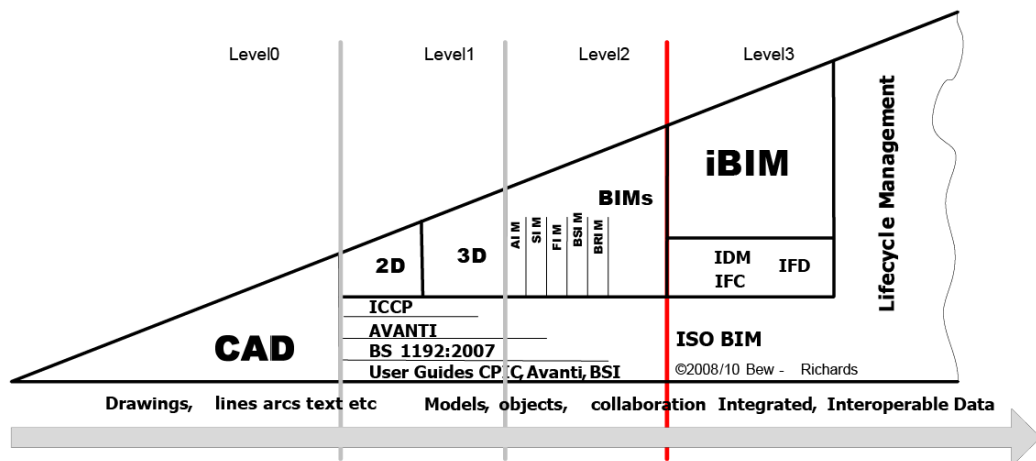 Level0 Level1 Level2 Level3
iBIM
Lifecycle Management
BIMs
AIM
SIM
FIM
BSIM
BRIM
2D 3D
IDM IFD
IFC
ICCP
AVANTI
BS 1192:2007
User Guides CPIC, Avanti, BSI
CAD
ISO BIM
©2008/10 Bew - Richards
Drawings, lines arcs text etc Models, objects, collaboration Integrated, Interoperable Data